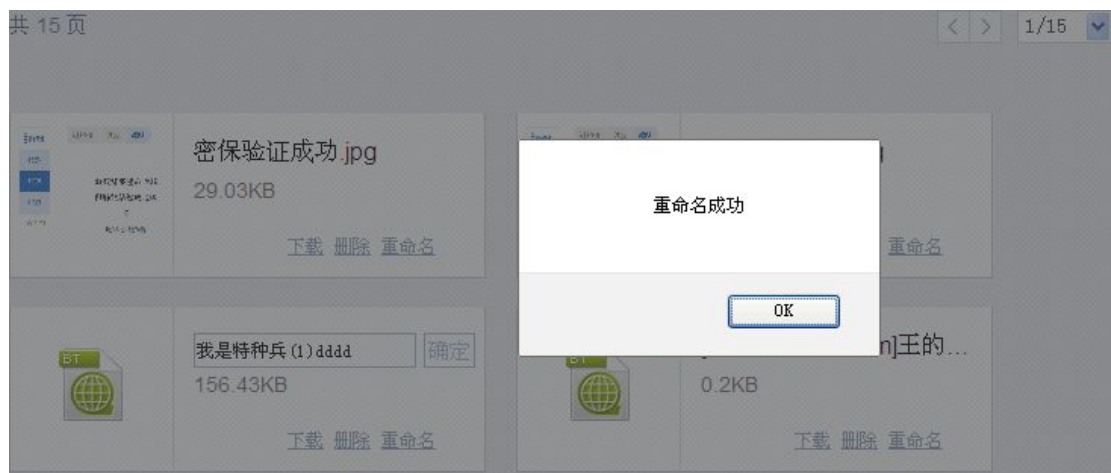 共 15 页
< > 1/15
密保验证成功.jpg
29.03KB
下载 删除 重命名
重命名成功
OK
重命名
BT
我是特种兵(1)dddd 确定
156.43KB
下载 删除 重命名
BT
n]王的...
0.2KB
下载 删除 重命名